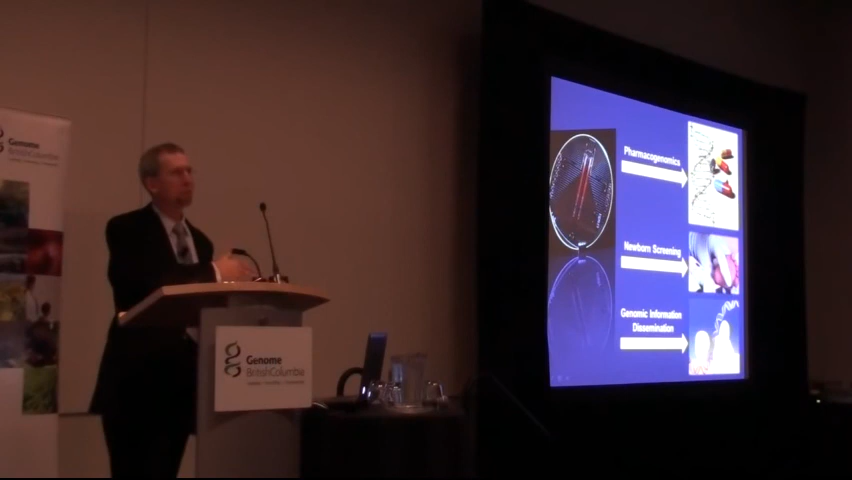 Genome
BritishColumbia
Genome
BritishColumbia
Pharmacogenomics
Newborn Screening
Genomic Information
Dissemination